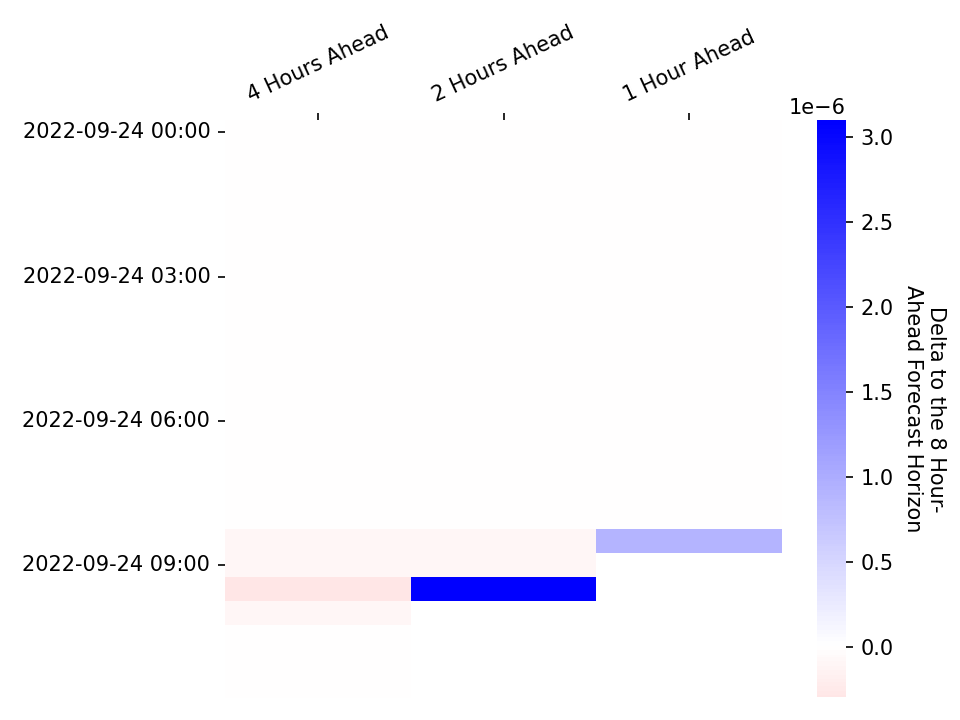 4 Hours Ahead
2 Hours Ahead
1 Hour Ahead
1e−6
2022-09-24 00:00
2022-09-24 03:00
2022-09-24 06:00
2022-09-24 09:00
3.0
2.5
2.0
1.5
1.0
0.5
0.0
Delta to the 8 Hour-
Ahead Forecast Horizon